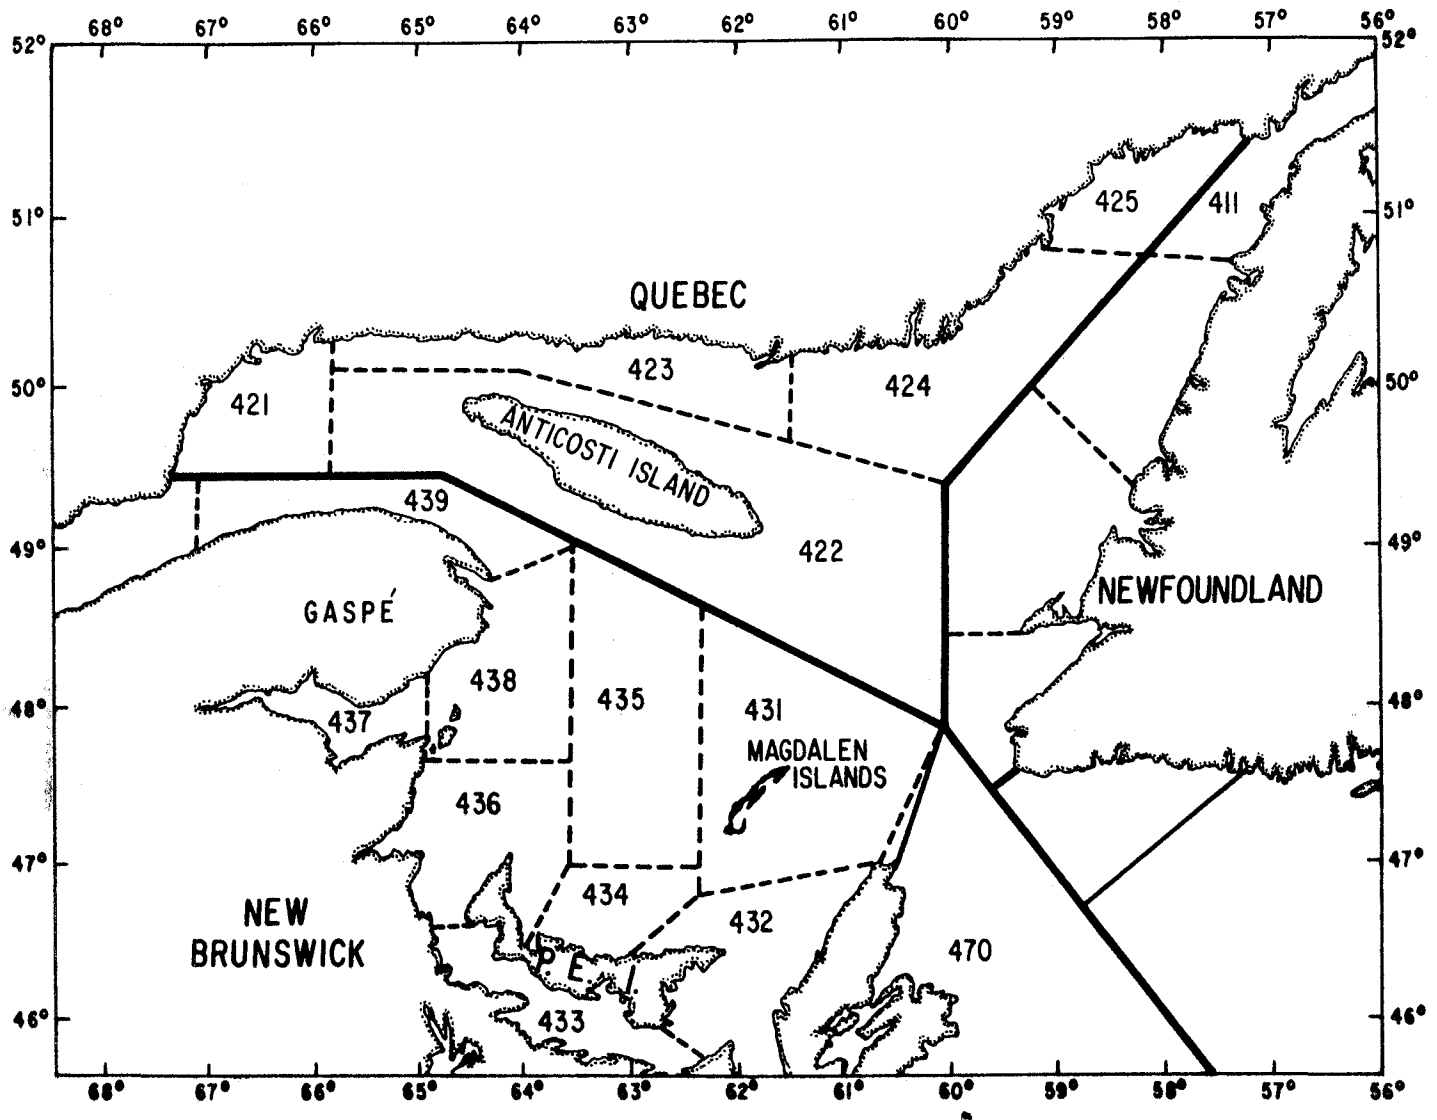 68° 67° 66° 65° 64° 63° 62° 61° 60° 59° 58° 57° 56°
52° 52°
425 411
51° 51°
QUEBEC
423
50° 424 50°
421
ANTICOSTI ISLAND
439
422
49° 49°
NEWFOUNDLAND
GASPÉ
438
435
48° 431 48°
437
MAGDALEN
ISLANDS
436
47° 47°
434
NEW 432
BRUNSWICK
P. E. I.
470
46° 433 46°
68° 67° 66° 65° 64° 63° 62° 61° 60° 59° 58° 57° 56°